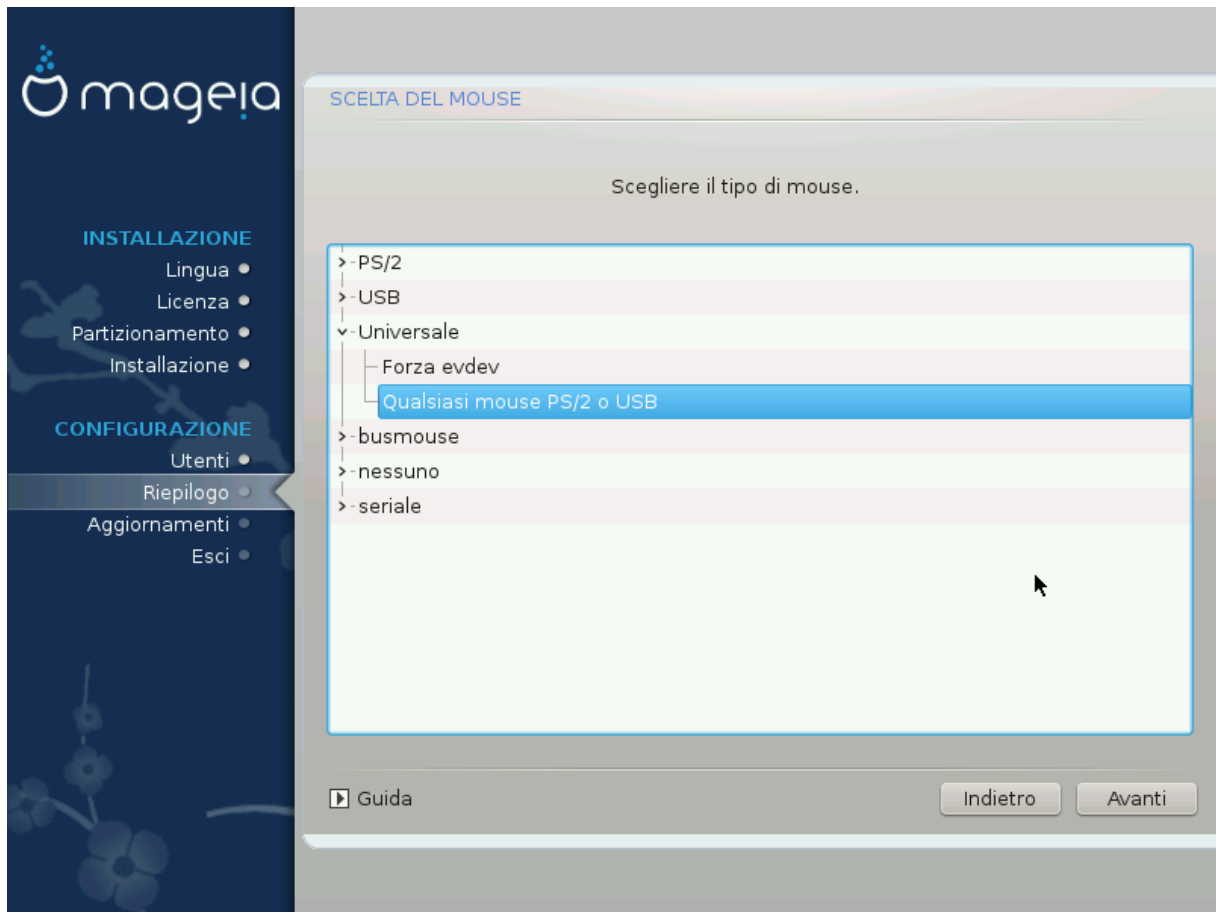 mageia
INSTALLAZIONE
Lingua
Licenza
Partizionamento
Installazione
CONFIGURAZIONE
Utenti
Riepilogo
Aggiornamenti
Esci
SCELTA DEL MOUSE
Scegliere il tipo di mouse.
PS/2
USB
Universale
Forza evdev
Qualsiasi mouse PS/2 o USB
busmouse
nessuno
seriale
Guida
Indietro
Avanti